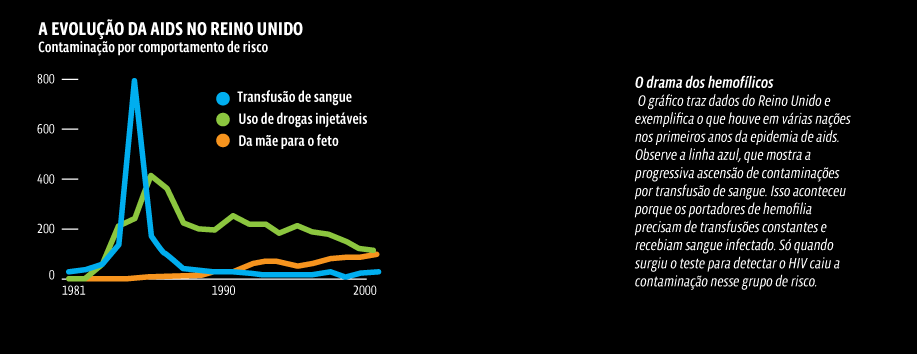 A EVOLUÇÃO DA AIDS NO REINO UNIDO
Contaminação por comportamento de risco
800
600
400
200
0
1981
1990
2000
Transfusão de sangue
Uso de drogas injetáveis
Da mãe para o feto
O drama dos hemofílicos
O gráfico traz dados do Reino Unido e
exemplifica o que houve em várias nações
nos primeiros anos da epidemia de aids.
Observe a linha azul, que mostra a
progressiva ascensão de contaminações
por transfusão de sangue. Isso aconteceu
porque os portadores de hemofilia
precisam de transfusões constantes e
recebiam sangue infectado. Só quando
surgiu o teste para detectar o HIV caiu a
contaminação nesse grupo de risco.